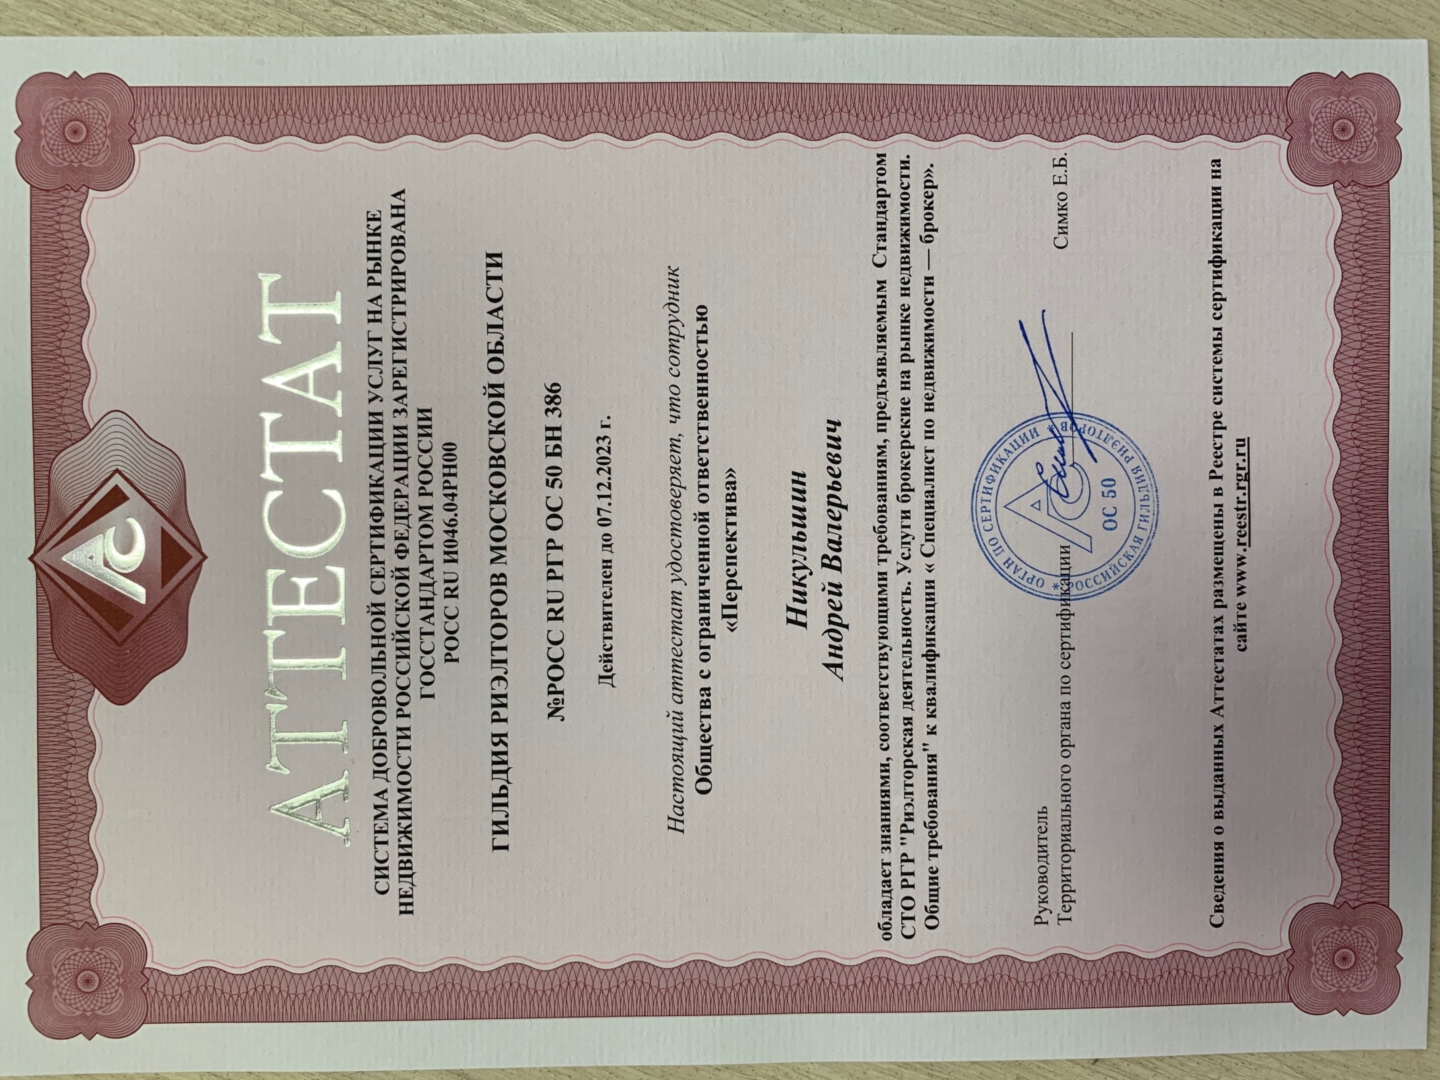 АТТЕСТАТ
СИСТЕМА ДОБРОВОЛЬНОЙ СЕРТИФИКАЦИИ УСЛУГ НА РЫНКЕ
НЕДВИЖИМОСТИ РОССИЙСКОЙ ФЕДЕРАЦИИ ЗАРЕГИСТРИРОВАНА
ГОССТАНДАРТОМ РОССИИ
РОСС RU И046.04РН00
ГИЛЬДИЯ РИЭЛТОРОВ МОСКОВСКОЙ ОБЛАСТИ
№РОСС RU РГР ОС 50 БН 386
Действителен до 07.12.2023 г.
Настоящий аттестат удостоверяет, что сотрудник
Общества с ограниченной ответственностью
«Перспектива»
Никульшин
Андрей Валерьевич
обладает знаниями, соответствующими требованиям, предъявляемым Стандартом
СТО РГР "Риэлторская деятельность. Услуги брокерские на рынке недвижимости.
Общие требования" к квалификации « Специалист по недвижимости — брокер».
Руководитель
Территориального органа по сертификации Симко Е.Б.
ОРГАН ПО СЕРТИФИКАЦИИ * РОССИЙСКАЯ ГИЛЬДИЯ РИЭЛТОРОВ *
ОС 50
Сведения о выданных Аттестатах размещены в Реестре системы сертификации на
сайте www.reestr.rgr.ru